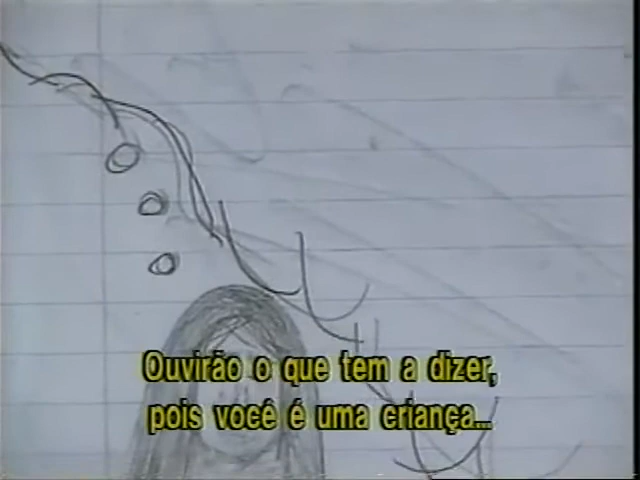 Ouvirão o que tem a dizer,
pois você é uma criança...